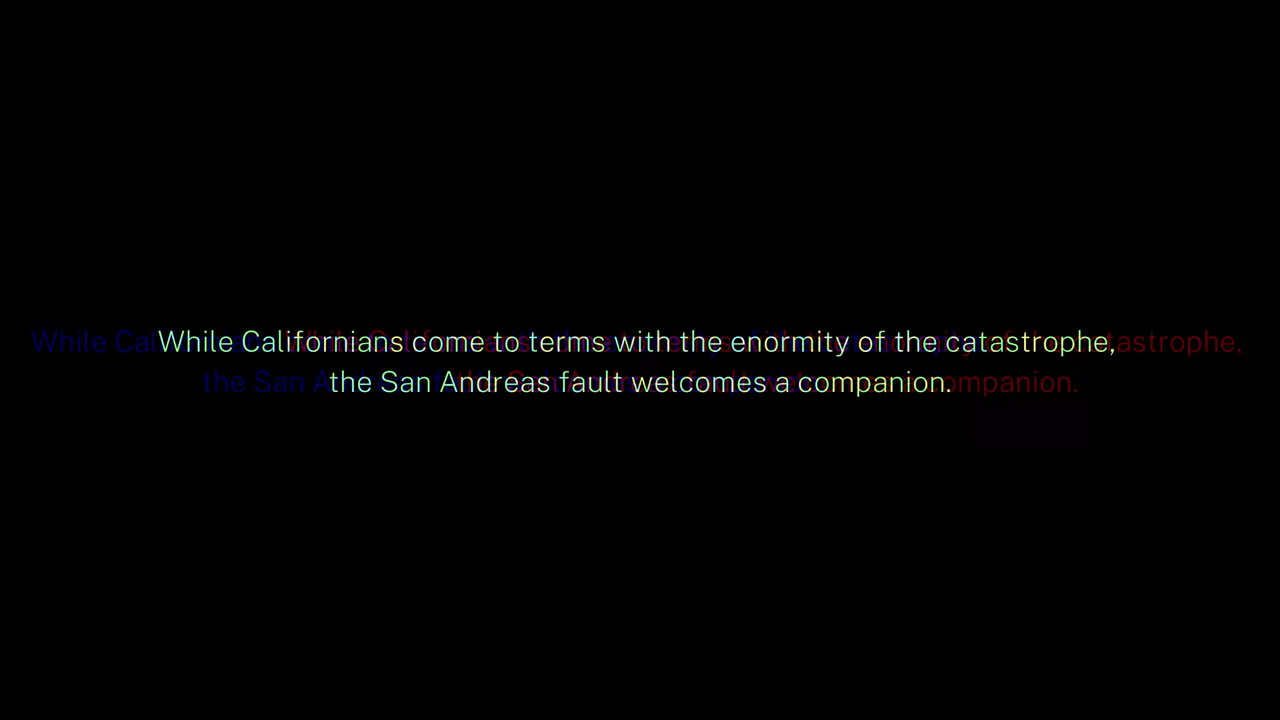 While Californians come to terms with the enormity of the catastrophe,
the San Andreas fault welcomes a companion.